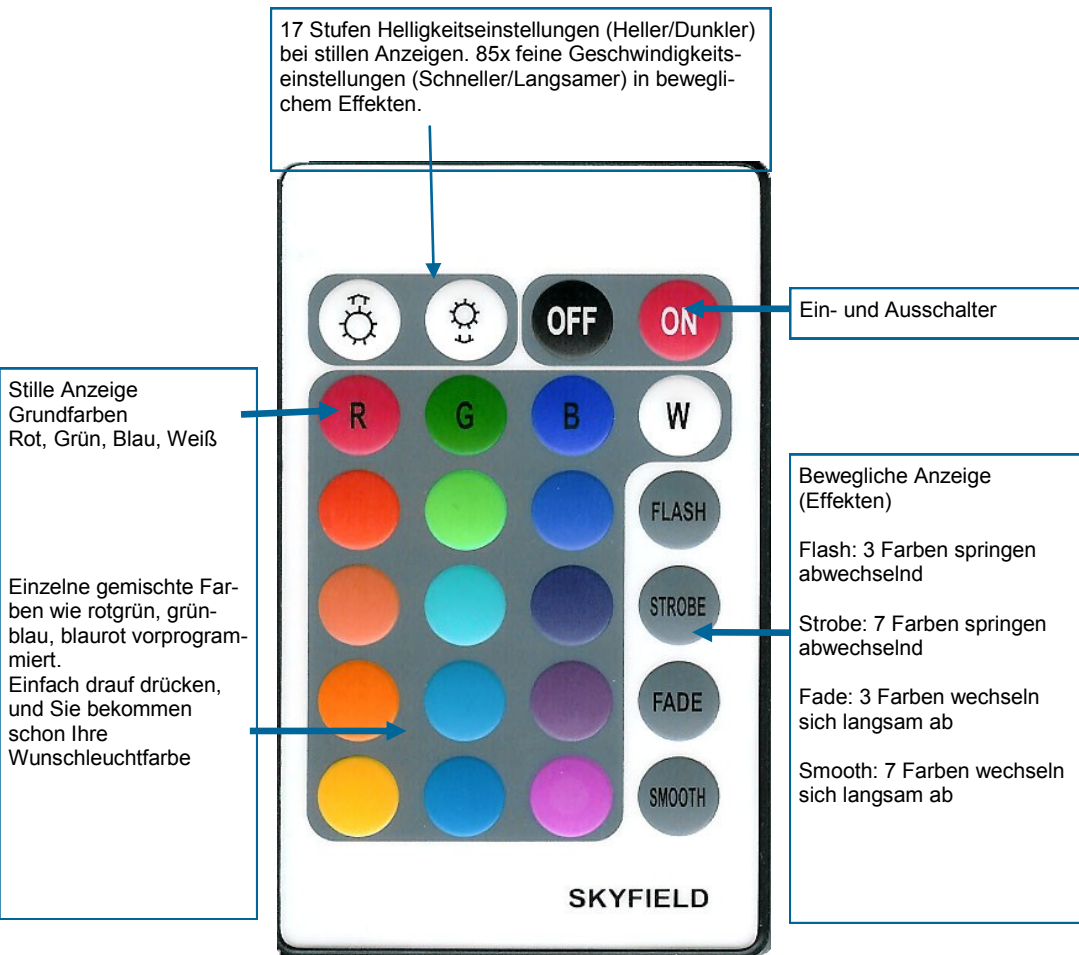 17 Stufen Helligkeitseinstellungen (Heller/Dunkler)
bei stillen Anzeigen. 85x feine Geschwindigkeits-
einstellungen (Schneller/Langsamer) in bewegli-
chem Effekten.
OFF
ON
Ein- und Ausschalter
Stille Anzeige
Grundfarben
Rot, Grün, Blau, Weiß
R
G
B
W
Einzelne gemischte Far-
ben wie rotgrün, grün-
blau, blaurot vorprogram-
miert.
Einfach drauf drücken,
und Sie bekommen
schon Ihre
Wunschleuchtfarbe
FLASH
STROBE
FADE
SMOOTH
Bewegliche Anzeige
(Effekten)
Flash: 3 Farben springen
abwechselnd
Strobe: 7 Farben springen
abwechselnd
Fade: 3 Farben wechseln
sich langsam ab
Smooth: 7 Farben wechseln
sich langsam ab
SKYFIELD